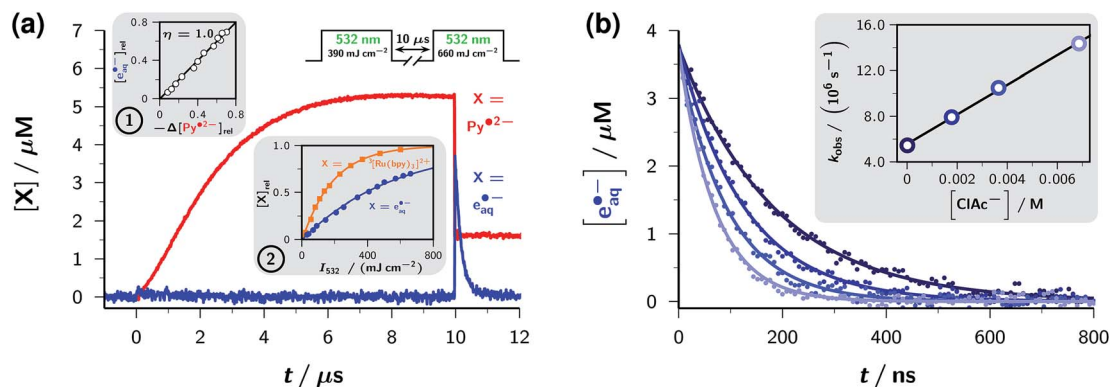 (a)
[X] / μM
7
6
5
4
3
2
1
0
0 2 4 6 8 10 12
t / μs
532 nm
390 mJ cm⁻²
10 μs
532 nm
660 mJ cm⁻²
X =
Py•²⁻
X =
e•⁻aq
0.8
0.4
0
0 0.4 0.8
η = 1.0
[e•⁻aq]rel
−Δ[Py•²⁻]rel
1
1.0
0.5
0
0 400 800
X = ³[Ru(bpy)₃]²⁺
X = e•⁻aq
[X]rel
I₅₃₂ / (mJ cm⁻²)
2
(b)
[e•⁻aq] / μM
4
3
2
1
0
0 200 400 600 800
t / ns
16.0
12.0
8.0
4.0
0 0.002 0.004 0.006
kobs / (10⁶ s⁻¹)
[ClAc⁻] / M